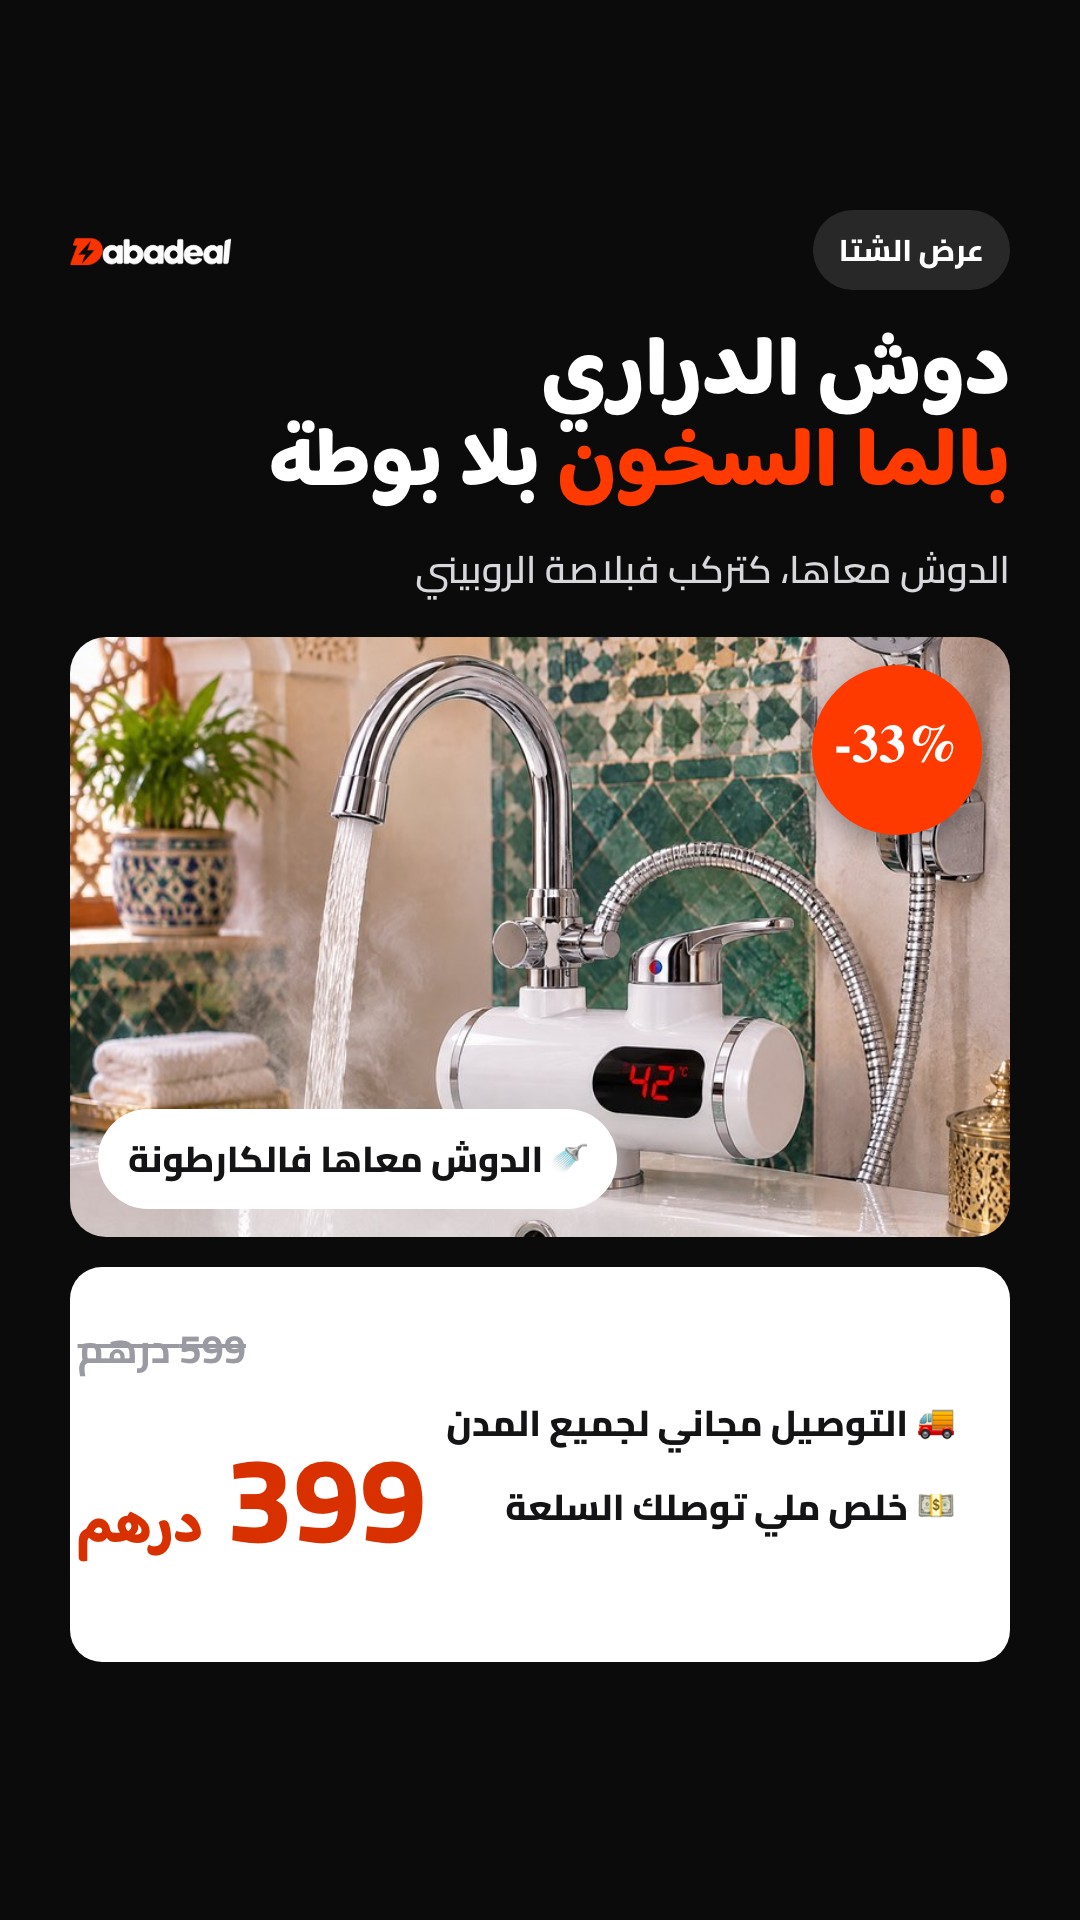 Dabadeal
عرض الشتا
دوش الدراري
بالما السخون بلا بوطة
الدوش معاها، كتركب فبلاصة الروبيني
-33%
42 °C
🚿 الدوش معاها فالكارطونة
599 درهم
🚚 التوصيل مجاني لجميع المدن
399 درهم
💵 خلص ملي توصلك السلعة